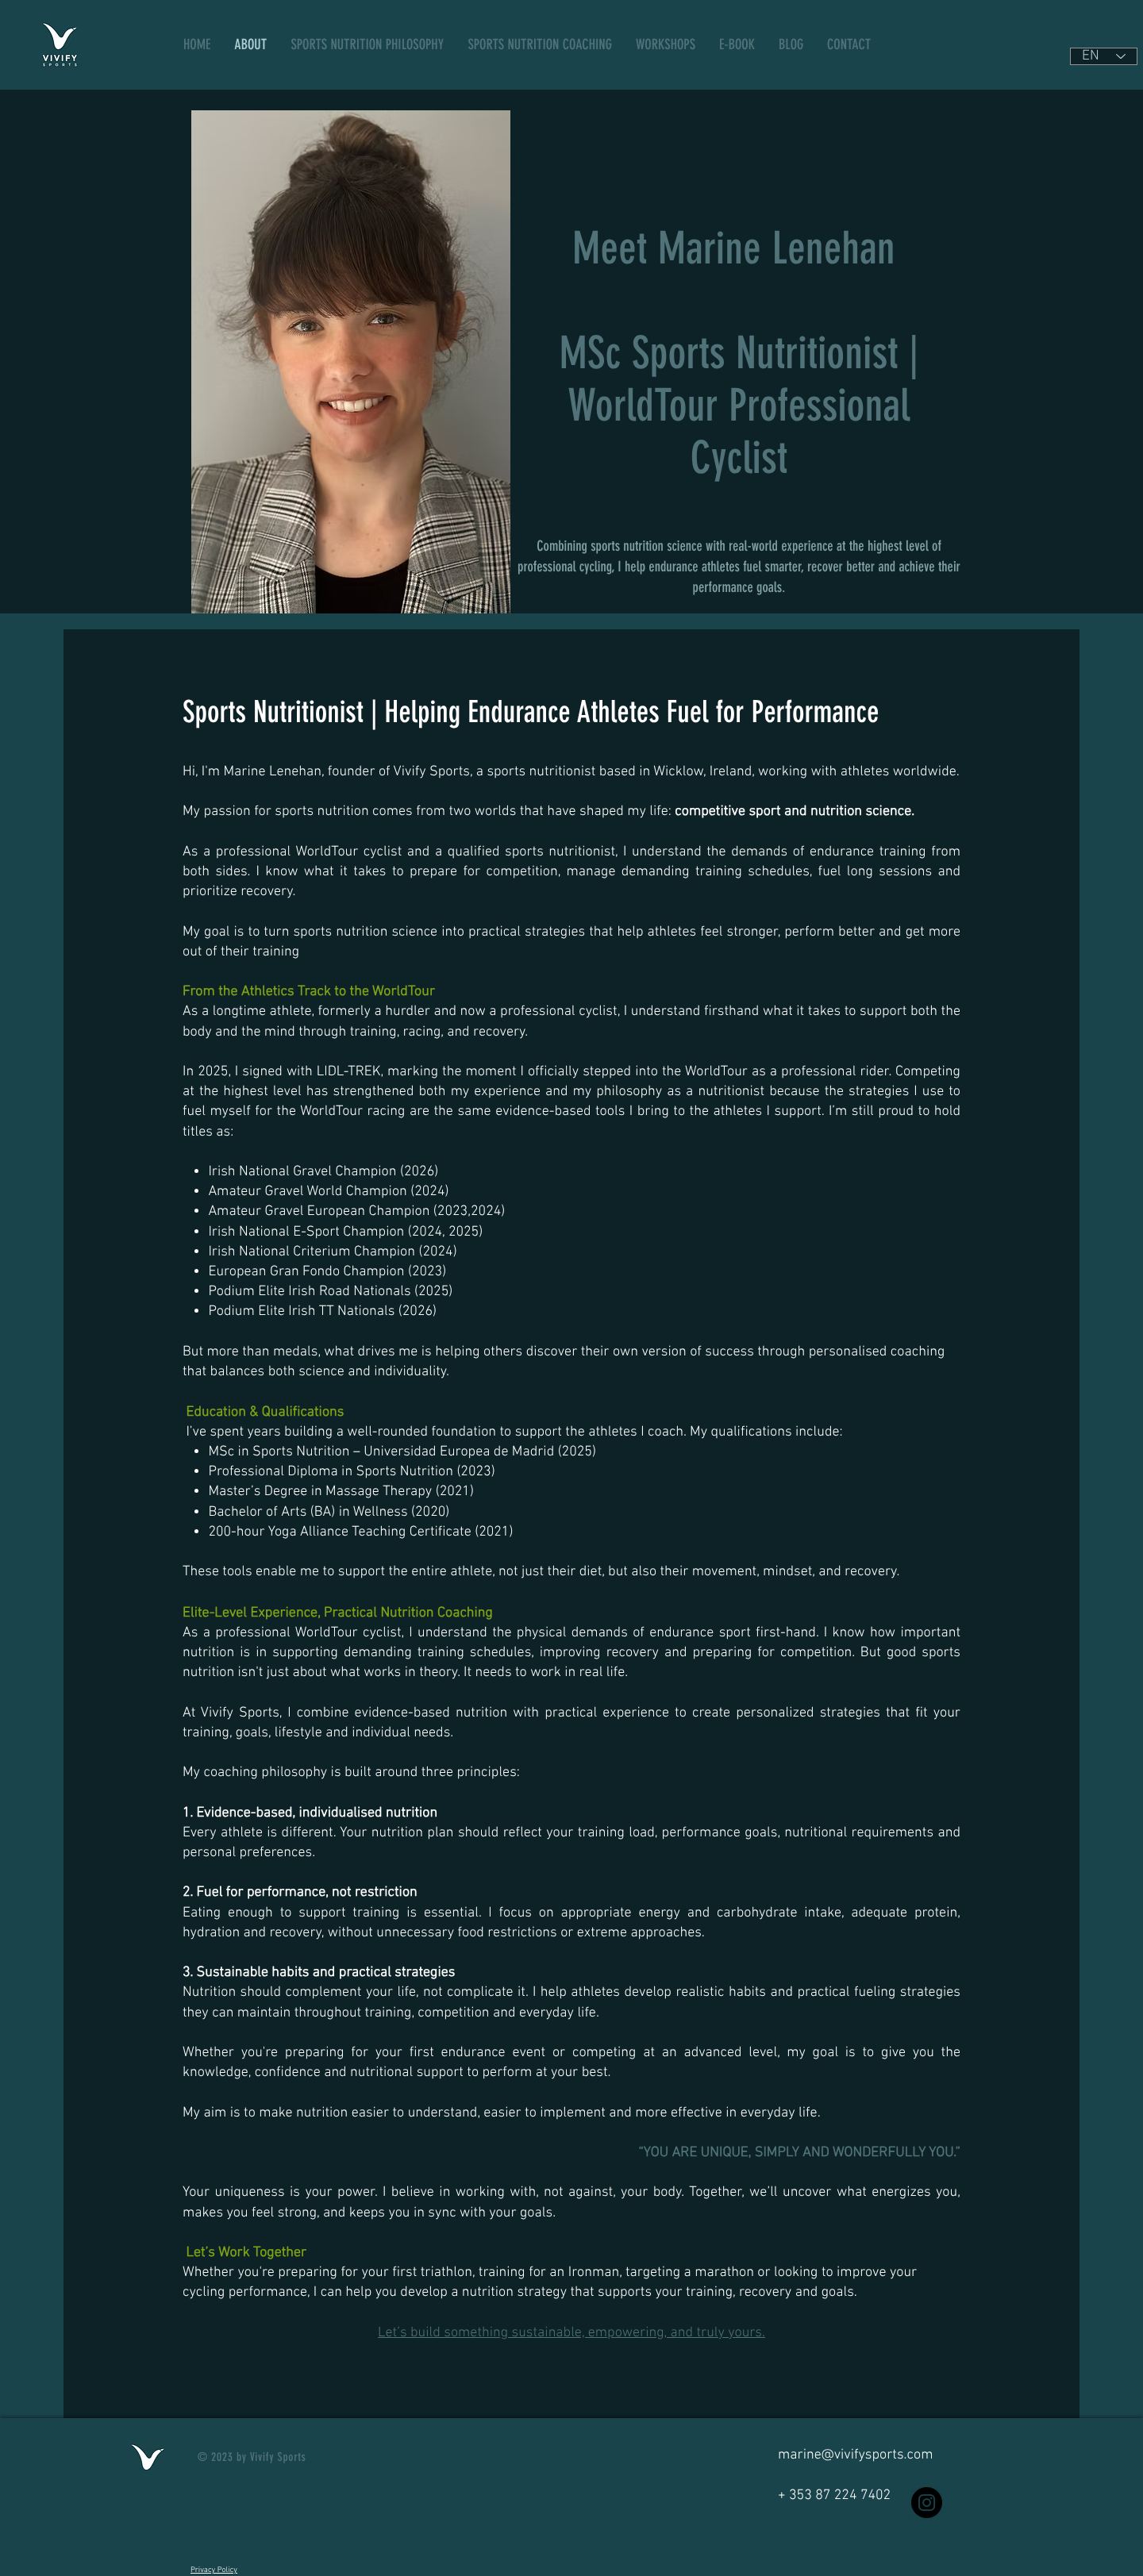 VIVIFY
SPORTS
HOME ABOUT SPORTS NUTRITION PHILOSOPHY SPORTS NUTRITION COACHING WORKSHOPS E-BOOK BLOG CONTACT
EN
Meet Marine Lenehan
MSc Sports Nutritionist |
WorldTour Professional
Cyclist
Combining sports nutrition science with real-world experience at the highest level of
professional cycling, I help endurance athletes fuel smarter, recover better and achieve their
performance goals.
Sports Nutritionist | Helping Endurance Athletes Fuel for Performance
Hi, I'm Marine Lenehan, founder of Vivify Sports, a sports nutritionist based in Wicklow, Ireland, working with athletes worldwide.
My passion for sports nutrition comes from two worlds that have shaped my life: competitive sport and nutrition science.
As a professional WorldTour cyclist and a qualified sports nutritionist, I understand the demands of endurance training from
both sides. I know what it takes to prepare for competition, manage demanding training schedules, fuel long sessions and
prioritize recovery.
My goal is to turn sports nutrition science into practical strategies that help athletes feel stronger, perform better and get more
out of their training
From the Athletics Track to the WorldTour
As a longtime athlete, formerly a hurdler and now a professional cyclist, I understand firsthand what it takes to support both the
body and the mind through training, racing, and recovery.
In 2025, I signed with LIDL-TREK, marking the moment I officially stepped into the WorldTour as a professional rider. Competing
at the highest level has strengthened both my experience and my philosophy as a nutritionist because the strategies I use to
fuel myself for the WorldTour racing are the same evidence-based tools I bring to the athletes I support. I'm still proud to hold
titles as:
• Irish National Gravel Champion (2026)
• Amateur Gravel World Champion (2024)
• Amateur Gravel European Champion (2023,2024)
• Irish National E-Sport Champion (2024, 2025)
• Irish National Criterium Champion (2024)
• European Gran Fondo Champion (2023)
• Podium Elite Irish Road Nationals (2025)
• Podium Elite Irish TT Nationals (2026)
But more than medals, what drives me is helping others discover their own version of success through personalised coaching
that balances both science and individuality.
Education & Qualifications
I've spent years building a well-rounded foundation to support the athletes I coach. My qualifications include:
• MSc in Sports Nutrition – Universidad Europea de Madrid (2025)
• Professional Diploma in Sports Nutrition (2023)
• Master's Degree in Massage Therapy (2021)
• Bachelor of Arts (BA) in Wellness (2020)
• 200-hour Yoga Alliance Teaching Certificate (2021)
These tools enable me to support the entire athlete, not just their diet, but also their movement, mindset, and recovery.
Elite-Level Experience, Practical Nutrition Coaching
As a professional WorldTour cyclist, I understand the physical demands of endurance sport first-hand. I know how important
nutrition is in supporting demanding training schedules, improving recovery and preparing for competition. But good sports
nutrition isn't just about what works in theory. It needs to work in real life.
At Vivify Sports, I combine evidence-based nutrition with practical experience to create personalized strategies that fit your
training, goals, lifestyle and individual needs.
My coaching philosophy is built around three principles:
1. Evidence-based, individualised nutrition
Every athlete is different. Your nutrition plan should reflect your training load, performance goals, nutritional requirements and
personal preferences.
2. Fuel for performance, not restriction
Eating enough to support training is essential. I focus on appropriate energy and carbohydrate intake, adequate protein,
hydration and recovery, without unnecessary food restrictions or extreme approaches.
3. Sustainable habits and practical strategies
Nutrition should complement your life, not complicate it. I help athletes develop realistic habits and practical fueling strategies
they can maintain throughout training, competition and everyday life.
Whether you're preparing for your first endurance event or competing at an advanced level, my goal is to give you the
knowledge, confidence and nutritional support to perform at your best.
My aim is to make nutrition easier to understand, easier to implement and more effective in everyday life.
“YOU ARE UNIQUE, SIMPLY AND WONDERFULLY YOU.”
Your uniqueness is your power. I believe in working with, not against, your body. Together, we'll uncover what energizes you,
makes you feel strong, and keeps you in sync with your goals.
Let's Work Together
Whether you're preparing for your first triathlon, training for an Ironman, targeting a marathon or looking to improve your
cycling performance, I can help you develop a nutrition strategy that supports your training, recovery and goals.
Let's build something sustainable, empowering, and truly yours.
© 2023 by Vivify Sports
marine@vivifysports.com
+ 353 87 224 7402
Privacy Policy